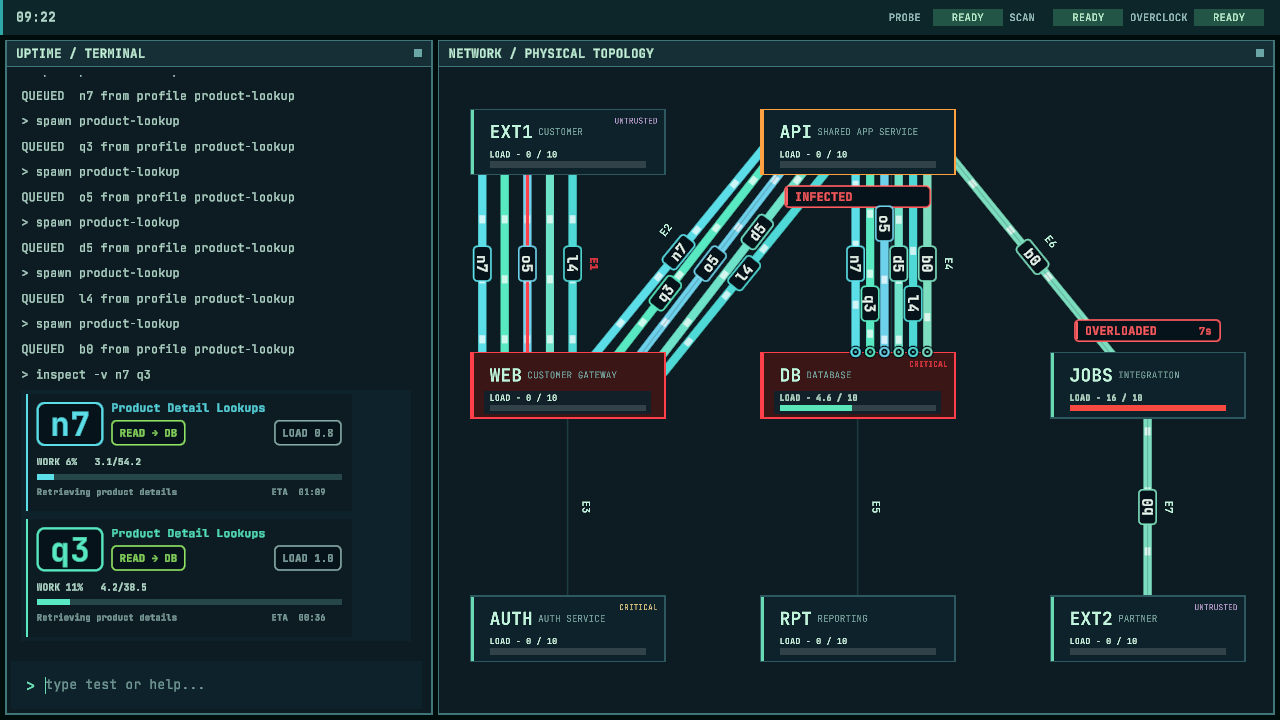 09:22
PROBE READY SCAN READY OVERCLOCK READY
UPTIME / TERMINAL
QUEUED n7 from profile product-lookup
> spawn product-lookup
QUEUED q3 from profile product-lookup
> spawn product-lookup
QUEUED o5 from profile product-lookup
> spawn product-lookup
QUEUED d5 from profile product-lookup
> spawn product-lookup
QUEUED l4 from profile product-lookup
> spawn product-lookup
QUEUED b0 from profile product-lookup
> inspect -v n7 q3
n7
Product Detail Lookups
READ → DB
LOAD 0.8
WORK 6% 3.1/54.2
Retrieving product details ETA 01:09
q3
Product Detail Lookups
READ → DB
LOAD 1.0
WORK 11% 4.2/38.5
Retrieving product details ETA 00:36
> type test or help...
NETWORK / PHYSICAL TOPOLOGY
UNTRUSTED
EXT1 CUSTOMER
LOAD - 0 / 10
API SHARED APP SERVICE
LOAD - 0 / 10
INFECTED
n7
o5
l4
E1
E2
n7
q3
o5
d5
l4
n7
q3
o5
d5
l4
b0
E4
b0
E6
OVERLOADED 7s
WEB CUSTOMER GATEWAY
LOAD - 0 / 10
CRITICAL
DB DATABASE
LOAD - 4.6 / 10
JOBS INTEGRATION
LOAD - 16 / 10
E3
E5
b0
E7
CRITICAL
AUTH AUTH SERVICE
LOAD - 0 / 10
RPT REPORTING
LOAD - 0 / 10
UNTRUSTED
EXT2 PARTNER
LOAD - 0 / 10